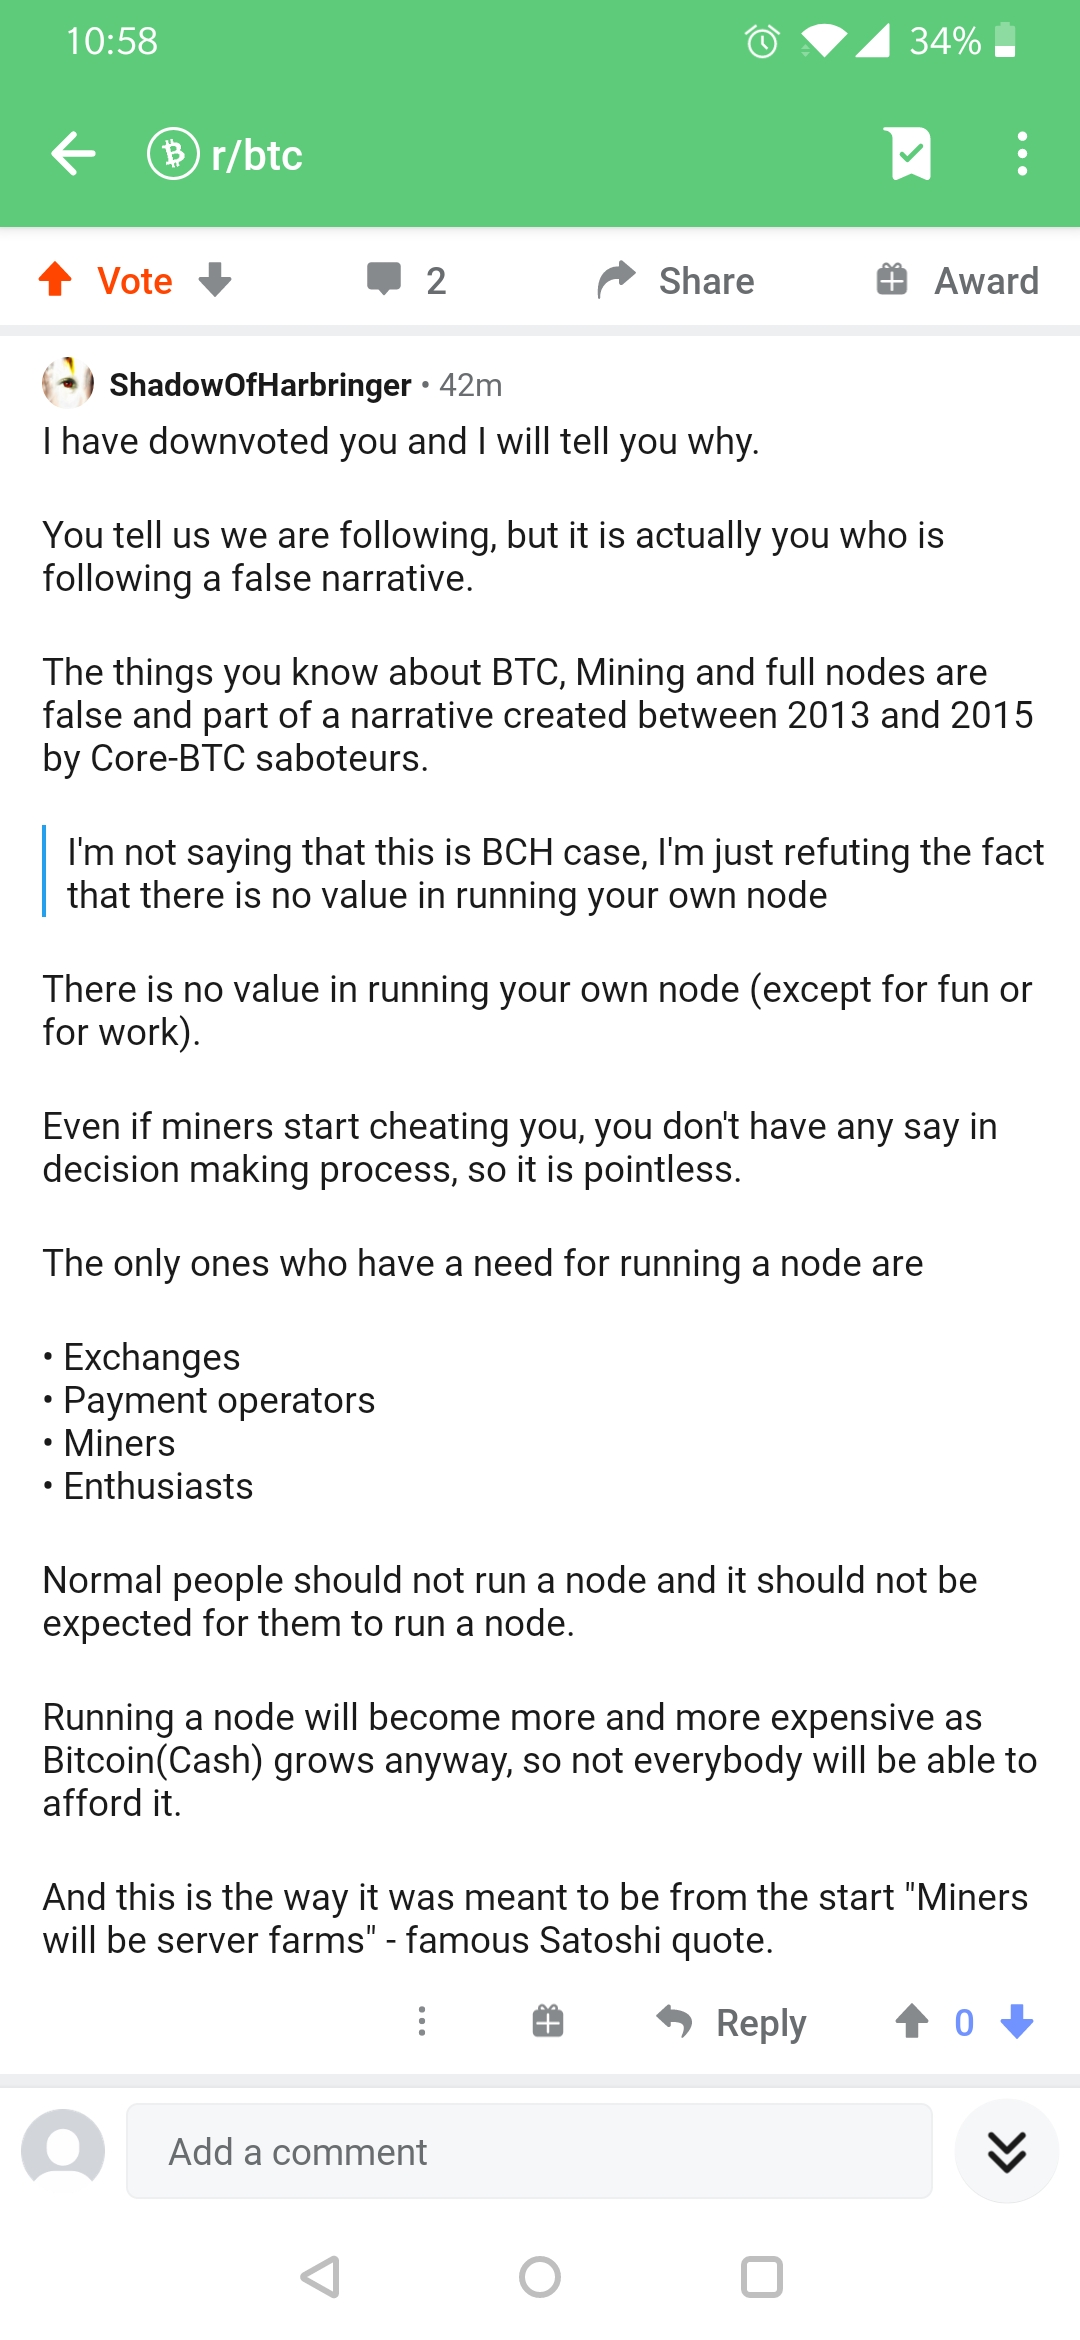 10:58
34%
r/btc
Vote
2
Share
Award
ShadowOfHarbringer • 42m
I have downvoted you and I will tell you why.
You tell us we are following, but it is actually you who is
following a false narrative.
The things you know about BTC, Mining and full nodes are
false and part of a narrative created between 2013 and 2015
by Core-BTC saboteurs.
I'm not saying that this is BCH case, I'm just refuting the fact
that there is no value in running your own node
There is no value in running your own node (except for fun or
for work).
Even if miners start cheating you, you don't have any say in
decision making process, so it is pointless.
The only ones who have a need for running a node are
• Exchanges
• Payment operators
• Miners
• Enthusiasts
Normal people should not run a node and it should not be
expected for them to run a node.
Running a node will become more and more expensive as
Bitcoin(Cash) grows anyway, so not everybody will be able to
afford it.
And this is the way it was meant to be from the start "Miners
will be server farms" - famous Satoshi quote.
Reply
0
Add a comment